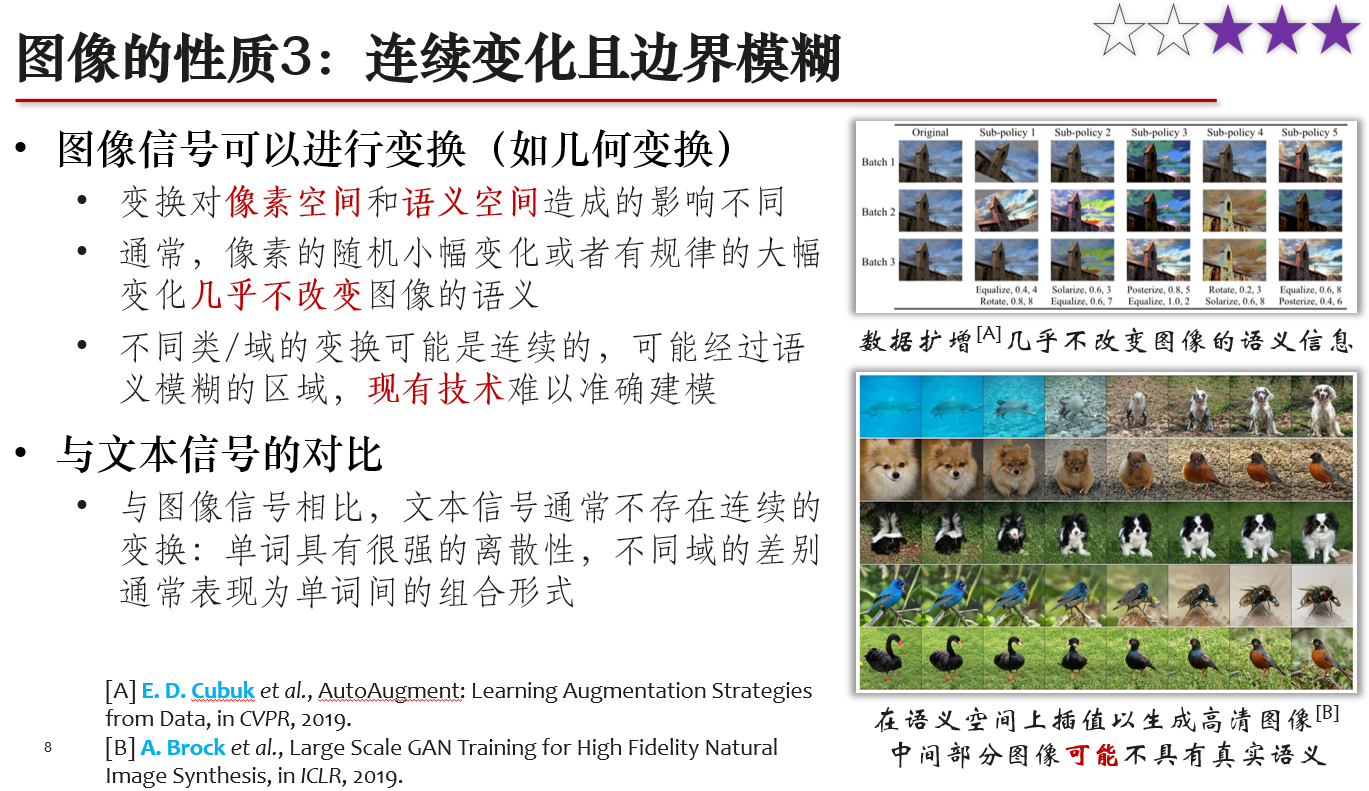 图像的性质3：连续变化且边界模糊
• 图像信号可以进行变换（如几何变换）
• 变换对像素空间和语义空间造成的影响不同
• 通常，像素的随机小幅变化或者有规律的大幅
变化几乎不改变图像的语义
• 不同类/域的变换可能是连续的，可能经过语
义模糊的区域，现有技术难以准确建模
• 与文本信号的对比
• 与图像信号相比，文本信号通常不存在连续的
变换：单词具有很强的离散性，不同域的差别
通常表现为单词间的组合形式
[A] E. D. Cubuk et al., AutoAugment: Learning Augmentation Strategies
from Data, in CVPR, 2019.
[B] A. Brock et al., Large Scale GAN Training for High Fidelity Natural
Image Synthesis, in ICLR, 2019.
8
Original Sub-policy 1 Sub-policy 2 Sub-policy 3 Sub-policy 4 Sub-policy 5
Batch 1
Batch 2
Batch 3
Equalize, 0.4, 4 Solarize, 0.6, 3 Posterize, 0.8, 5 Rotate, 0.2, 3 Equalize, 0.6, 8
Rotate, 0.8, 8 Equalize, 0.6, 7 Equalize, 1.0, 2 Solarize, 0.6, 8 Posterize, 0.4, 6
数据扩增[A]几乎不改变图像的语义信息
在语义空间上插值以生成高清图像[B]
中间部分图像可能不具有真实语义